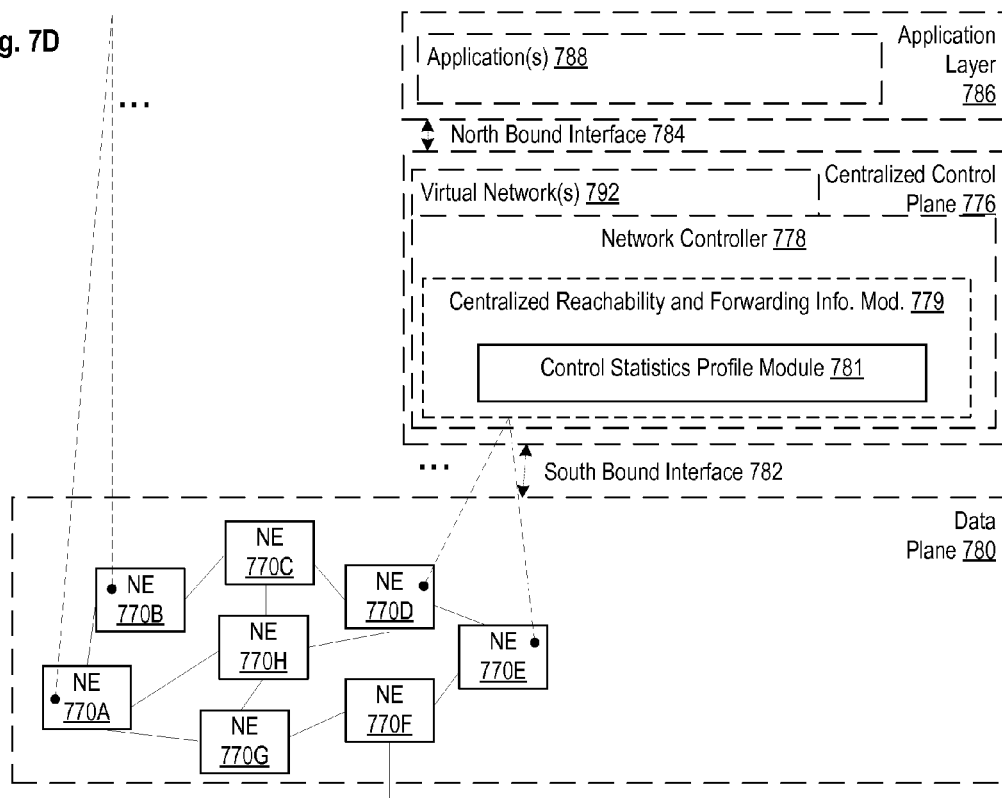 g. 7D
Application(s) 788
Application
Layer
786
...
North Bound Interface 784
Virtual Network(s) 792
Centralized Control
Plane 776
Network Controller 778
Centralized Reachability and Forwarding Info. Mod. 779
Control Statistics Profile Module 781
...
South Bound Interface 782
Data
Plane 780
NE
770C
NE
770B
NE
770D
NE
770H
NE
770E
NE
770A
NE
770F
NE
770G